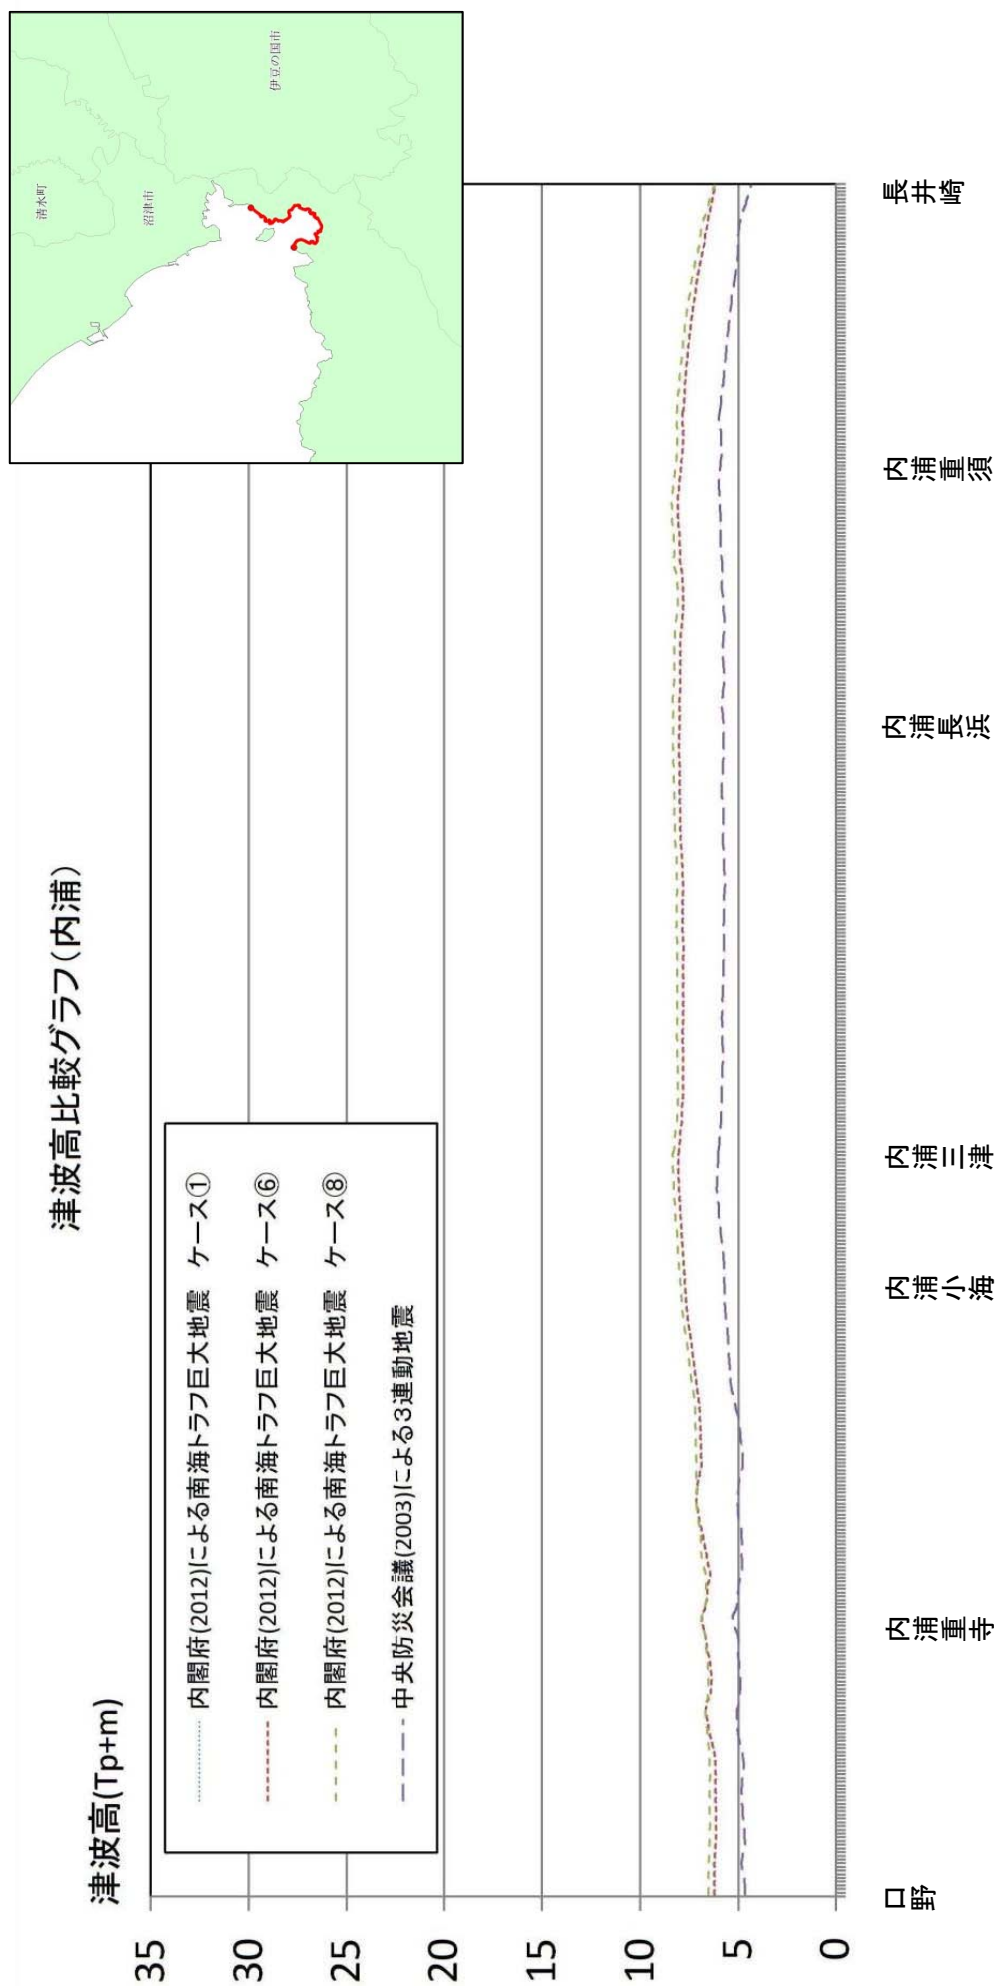 津波高比較グラフ（内浦）
津波高(Tp+m)
35
30
25
20
15
10
5
0
内閣府(2012)による南海トラフ巨大地震　ケース①
内閣府(2012)による南海トラフ巨大地震　ケース⑥
内閣府(2012)による南海トラフ巨大地震　ケース⑧
中央防災会議(2003)による3連動地震
口野
内浦重寺
内浦小海
内浦三津
内浦長浜
内浦重須
長井崎
清水町
沼津市
伊豆の国市